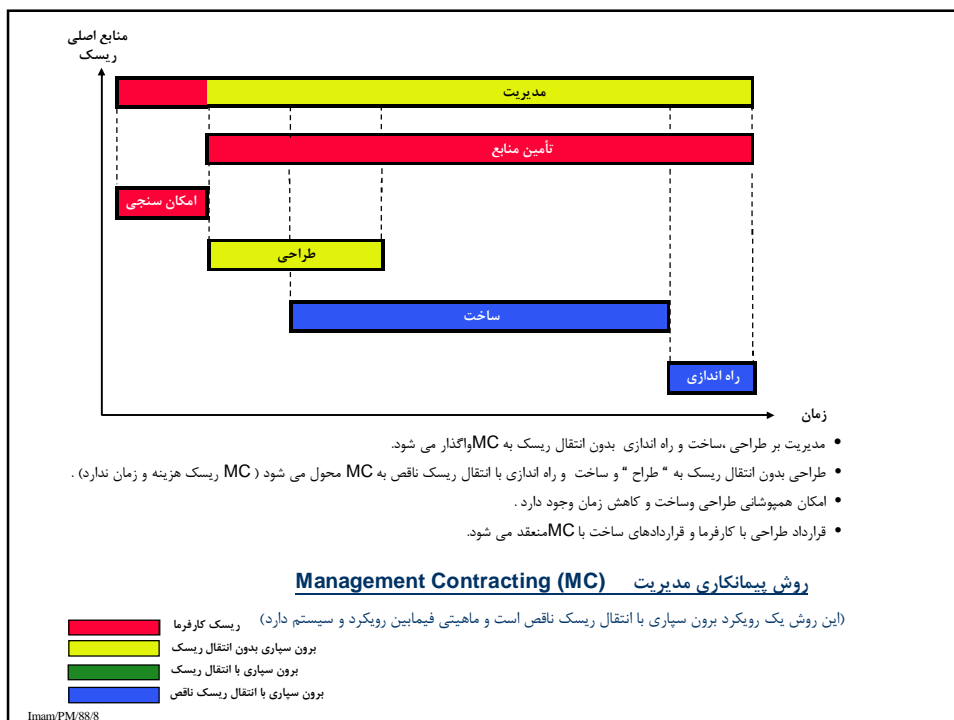 منابع اصلی
ریسک
مدیریت
تأمین منابع
امکان سنجی
طراحی
ساخت
راه اندازی
زمان
• مدیریت بر طراحی ،ساخت و راه اندازی بدون انتقال ریسک به MCواگذار می شود.
• طراحی بدون انتقال ریسک به “ طراح “ و ساخت و راه اندازی با انتقال ریسک ناقص به MC محول می شود ( MC ریسک هزینه و زمان ندارد) .
• امکان همپوشانی طراحی وساخت و کاهش زمان وجود دارد .
• قرارداد طراحی با کارفرما و قراردادهای ساخت با MCمنعقد می شود.
روش پیمانکاری مدیریت Management Contracting (MC)
(این روش یک رویکرد برون سپاری با انتقال ریسک ناقص است و ماهیتی فیمابین رویکرد و سیستم دارد)
ریسک کارفرما
برون سپاری بدون انتقال ریسک
برون سپاری با انتقال ریسک
برون سپاری با انتقال ریسک ناقص
Imam/PM/88/8